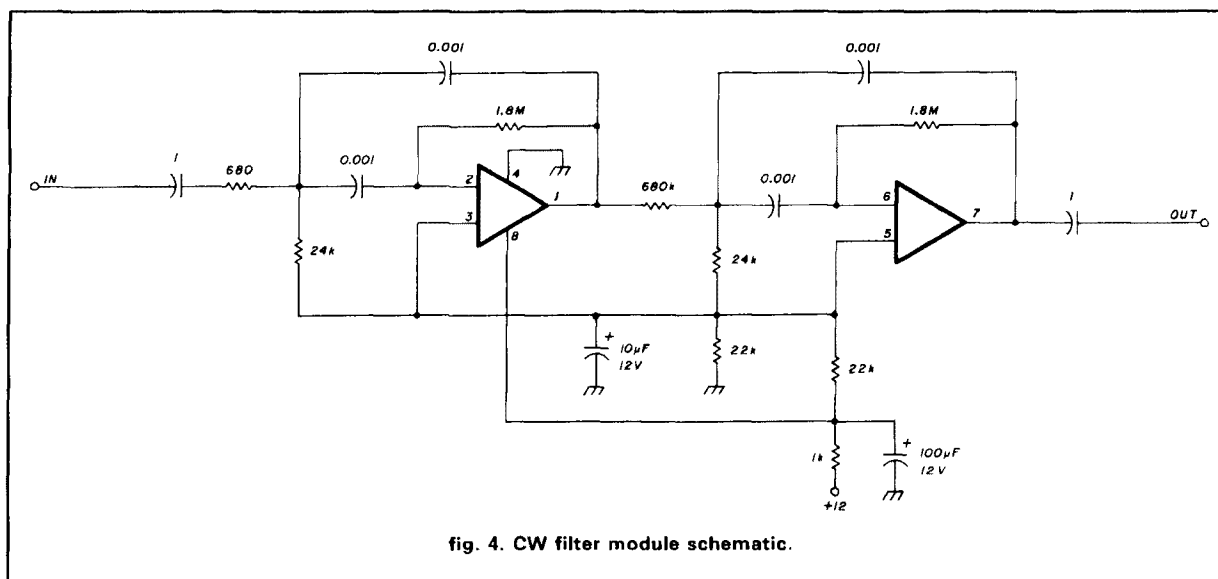 0.001
0.001
1.8M
1.8M
IN
1
680
0.001
2
3
4
8
1
680k
0.001
6
5
7
1
OUT
24k
24k
+
10µF
12V
22k
22k
1k
+12
+
100µF
12V
fig. 4. CW filter module schematic.